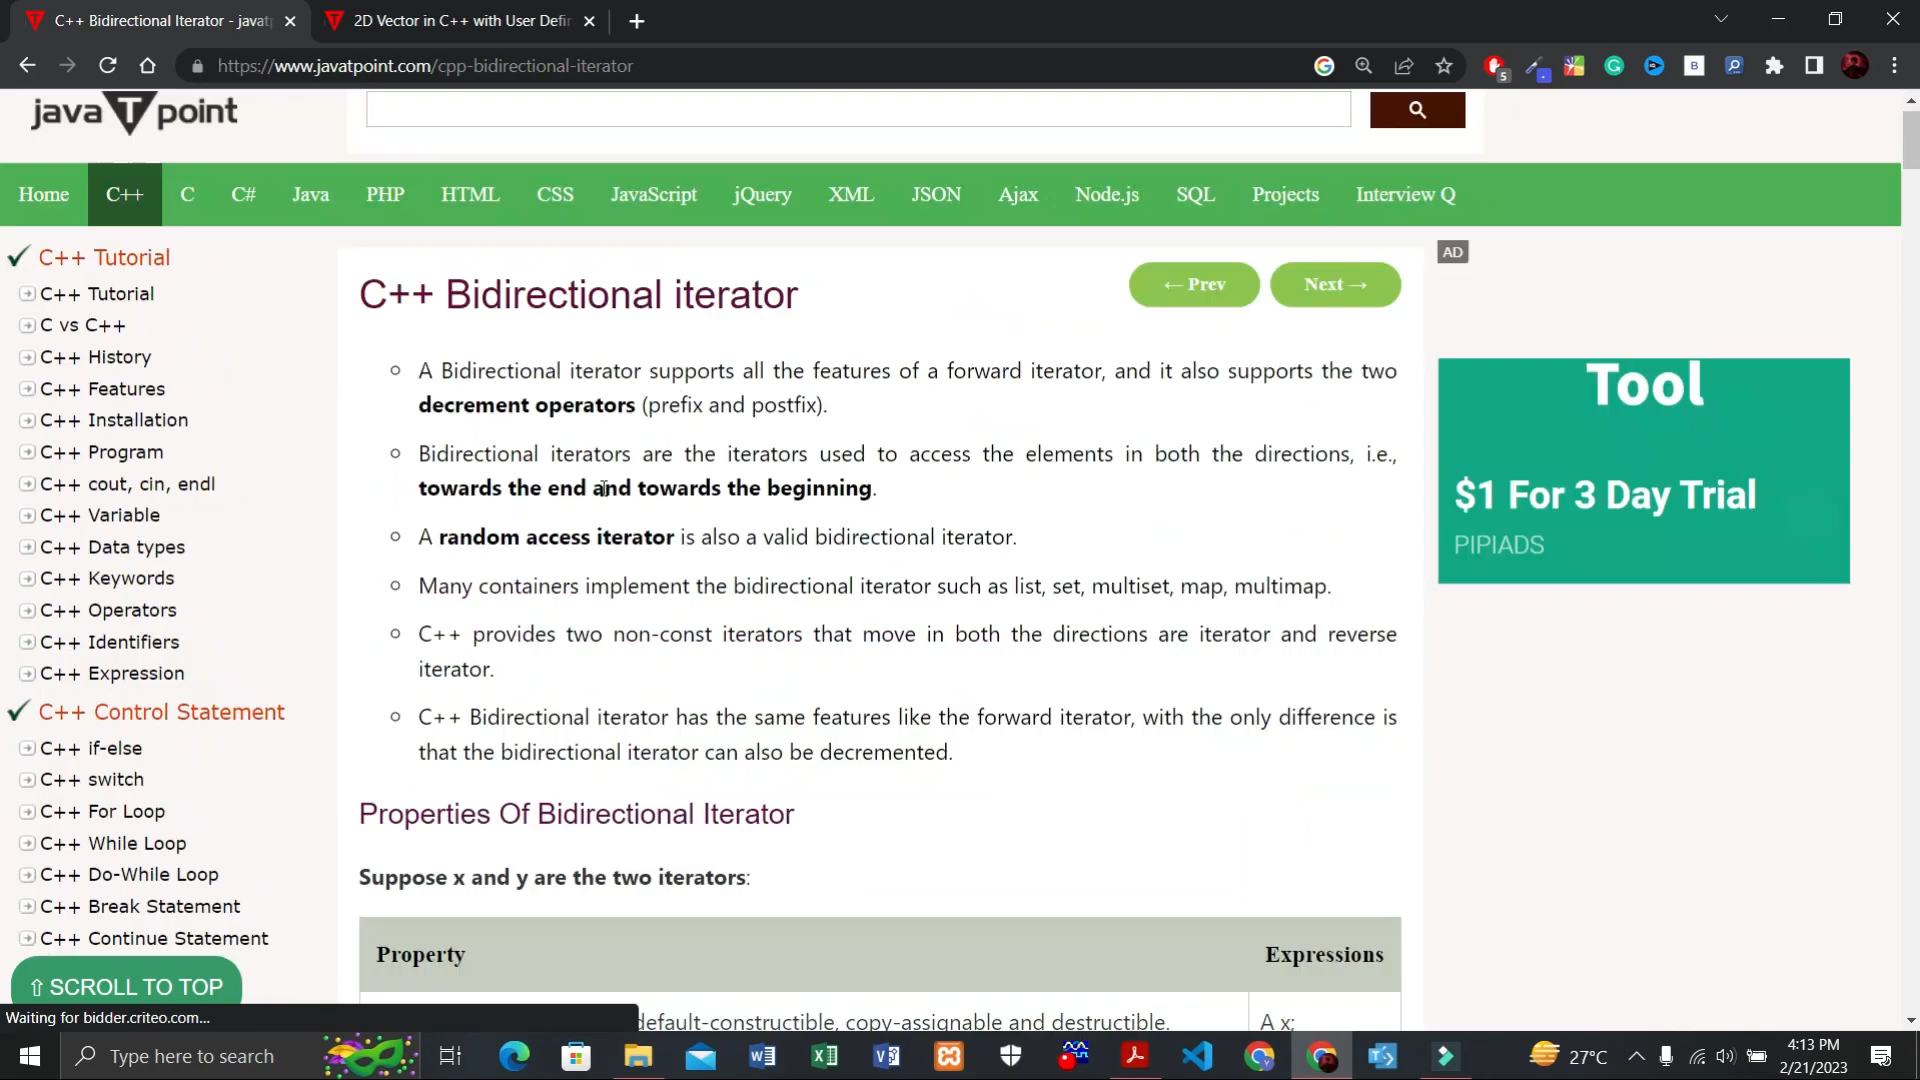 C++ Bidirectional Iterator - javatp
2D Vector in C++ with User Defin
https://www.javatpoint.com/cpp-bidirectional-iterator
5
B
java T point
Home C++ C C# Java PHP HTML CSS JavaScript jQuery XML JSON Ajax Node.js SQL Projects Interview Q
C++ Tutorial
C++ Tutorial
C vs C++
C++ History
C++ Features
C++ Installation
C++ Program
C++ cout, cin, endl
C++ Variable
C++ Data types
C++ Keywords
C++ Operators
C++ Identifiers
C++ Expression
C++ Control Statement
C++ if-else
C++ switch
C++ For Loop
C++ While Loop
C++ Do-While Loop
C++ Break Statement
C++ Continue Statement
⇧ SCROLL TO TOP
C++ Bidirectional iterator
← Prev
Next →
A Bidirectional iterator supports all the features of a forward iterator, and it also supports the two
decrement operators (prefix and postfix).
Bidirectional iterators are the iterators used to access the elements in both the directions, i.e.,
towards the end and towards the beginning.
A random access iterator is also a valid bidirectional iterator.
Many containers implement the bidirectional iterator such as list, set, multiset, map, multimap.
C++ provides two non-const iterators that move in both the directions are iterator and reverse
iterator.
C++ Bidirectional iterator has the same features like the forward iterator, with the only difference is
that the bidirectional iterator can also be decremented.
Properties Of Bidirectional Iterator
Suppose x and y are the two iterators:
Property Expressions
default-constructible, copy-assignable and destructible. A x;
AD
Tool
$1 For 3 Day Trial
PIPIADS
Waiting for bidder.criteo.com...
Type here to search
27°C
4:13 PM
2/21/2023